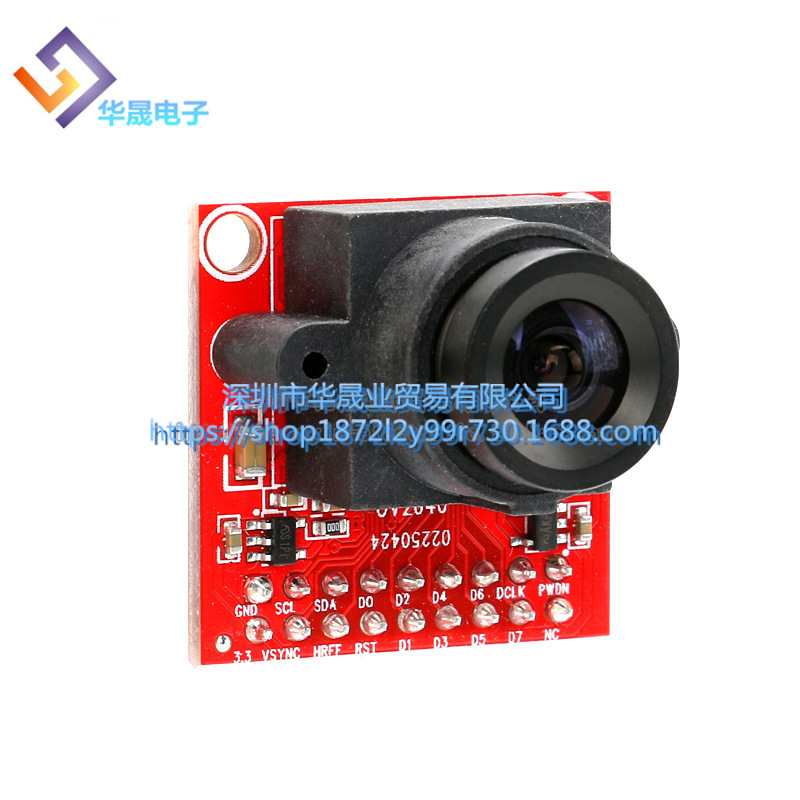 华晟电子
深圳市华晟业贸易有限公司
https://shop1872l2y99r730.1688.com
02250424
GND SCL SDA D0 D2 D4 D6 DCLK PWDN
3.3 VSYNC HREF RST D1 D3 D5 D7 NC